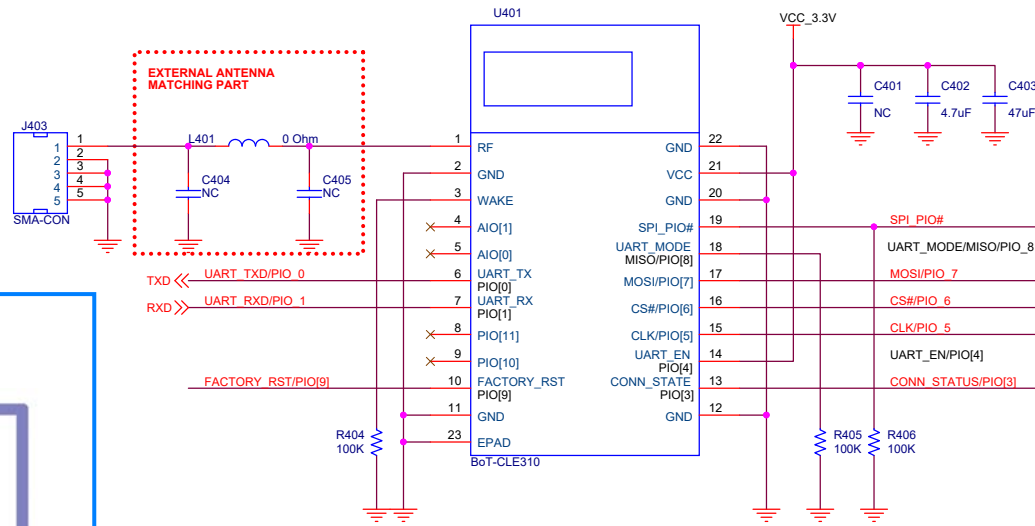 U401
VCC_3.3V
EXTERNAL ANTENNA
MATCHING PART
C401
NC
C402
4.7uF
C403
47uF
J403
1
2
3
4
5
1
2
3
4
5
SMA-CON
L401
0 Ohm
C404
NC
C405
NC
1
RF
2
GND
3
WAKE
4
AIO[1]
5
AIO[0]
6
UART_TX
PIO[0]
7
UART_RX
PIO[1]
8
PIO[11]
9
PIO[10]
10
FACTORY_RST
PIO[9]
11
GND
23
EPAD
BoT-CLE310
22
GND
21
VCC
20
GND
19
SPI_PIO#
18
UART_MODE
MISO/PIO[8]
17
MOSI/PIO[7]
16
CS#/PIO[6]
15
CLK/PIO[5]
14
UART_EN
PIO[4]
13
CONN_STATE
PIO[3]
12
GND
TXD
UART_TXD/PIO_0
RXD
UART_RXD/PIO_1
FACTORY_RST/PIO[9]
SPI_PIO#
UART_MODE/MISO/PIO_8
MOSI/PIO_7
CS#/PIO_6
CLK/PIO_5
UART_EN/PIO[4]
CONN_STATUS/PIO[3]
R404
100K
R405
100K
R406
100K